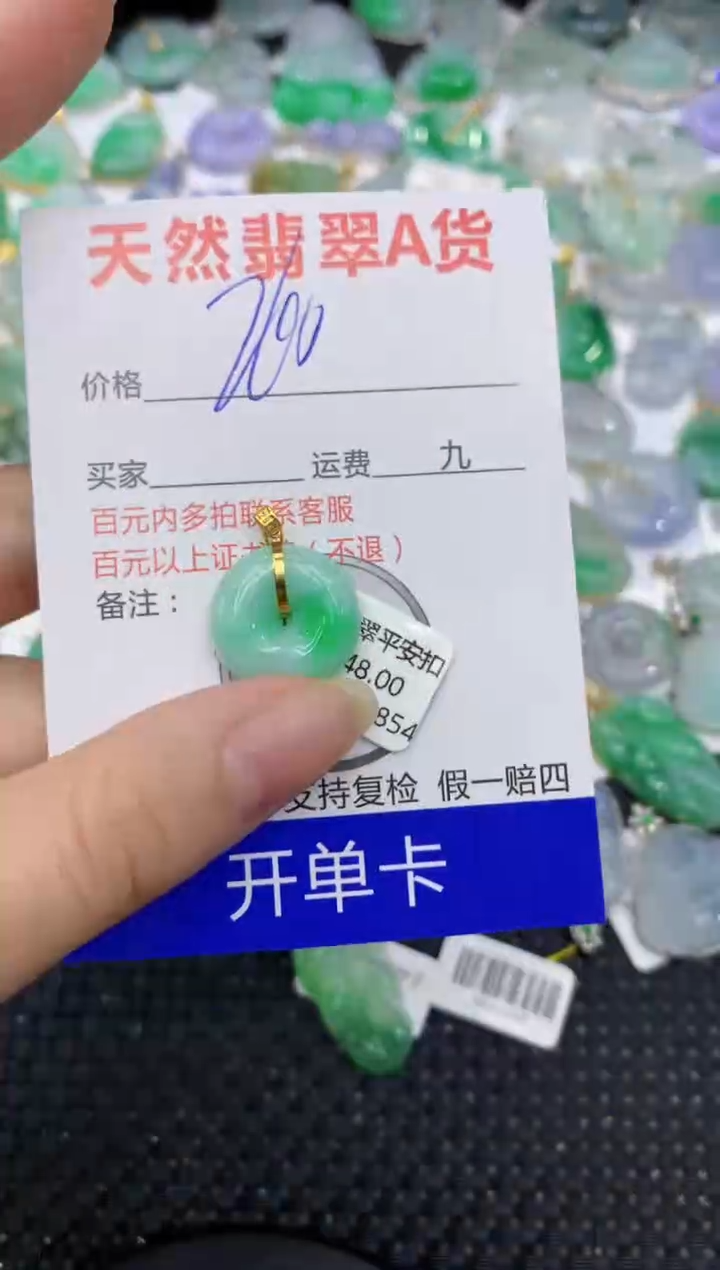 天然翡翠A货
价格
买家 运费 九
百元内多拍联系客服
百元以上证 （不退）
备注：
翠平安扣
48.00
854
支持复检 假一赔四
开单卡